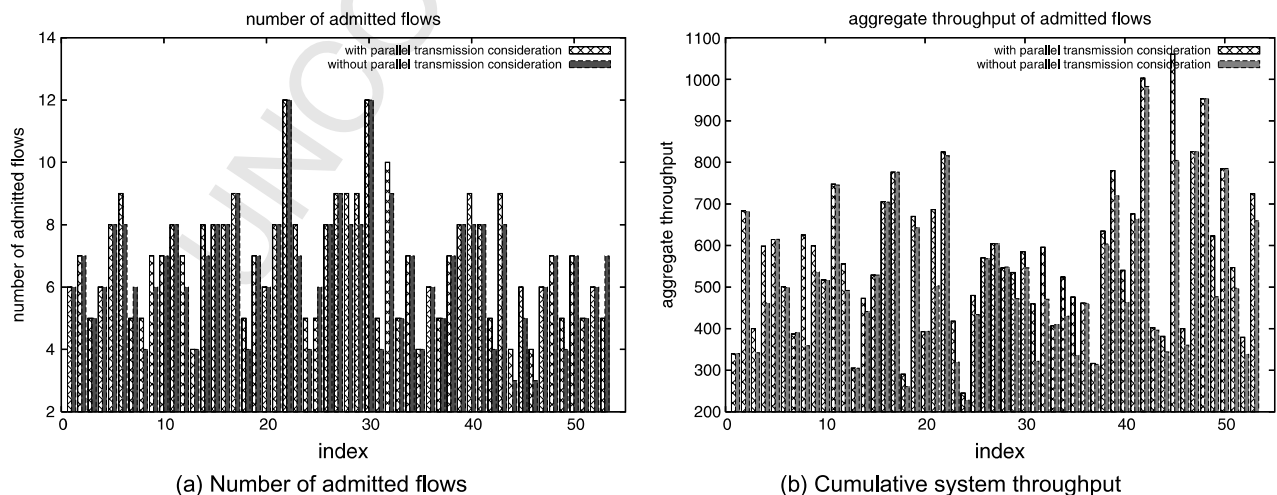 number of admitted flows
with parallel transmission consideration
without parallel transmission consideration
14
12
10
8
6
4
2
number of admitted flows
0
10
20
30
40
50
index
(a) Number of admitted flows
UNCO
aggregate throughput of admitted flows
with parallel transmission consideration
without parallel transmission consideration
1100
1000
900
800
700
600
500
400
300
200
aggregate throughput
0
10
20
30
40
50
index
(b) Cumulative system throughput